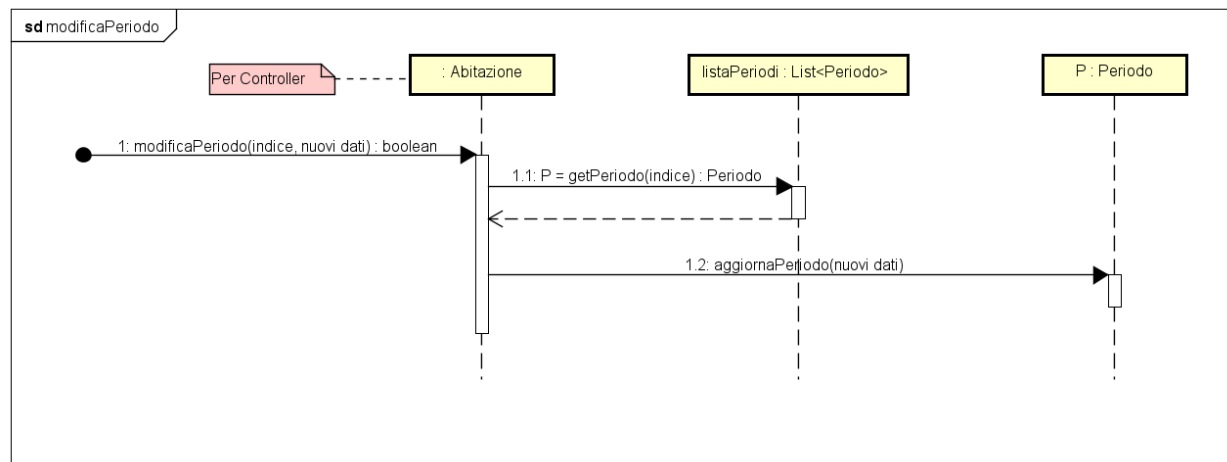 sd modificaPeriodo
Per Controller
: Abitazione
listaPeriodi : List<Periodo>
P : Periodo
1: modificaPeriodo(indice, nuovi dati) : boolean
1.1: P = getPeriodo(indice) : Periodo
1.2: aggiornaPeriodo(nuovi dati)